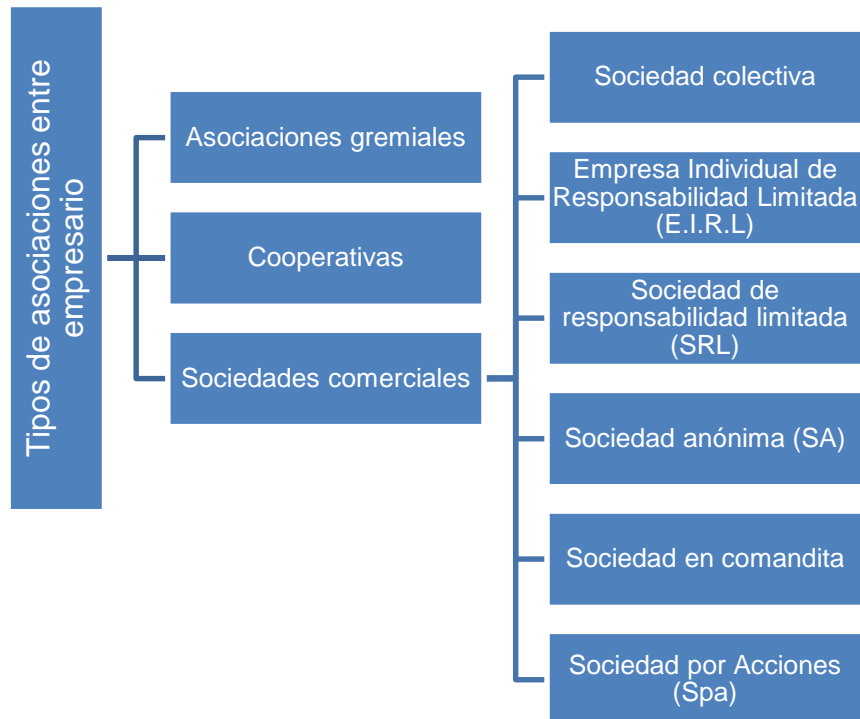 Tipos de asociaciones entre
empresario
Asociaciones gremiales
Cooperativas
Sociedades comerciales
Sociedad colectiva
Empresa Individual de
Responsabilidad Limitada
(E.I.R.L)
Sociedad de
responsabilidad limitada
(SRL)
Sociedad anónima (SA)
Sociedad en comandita
Sociedad por Acciones
(Spa)